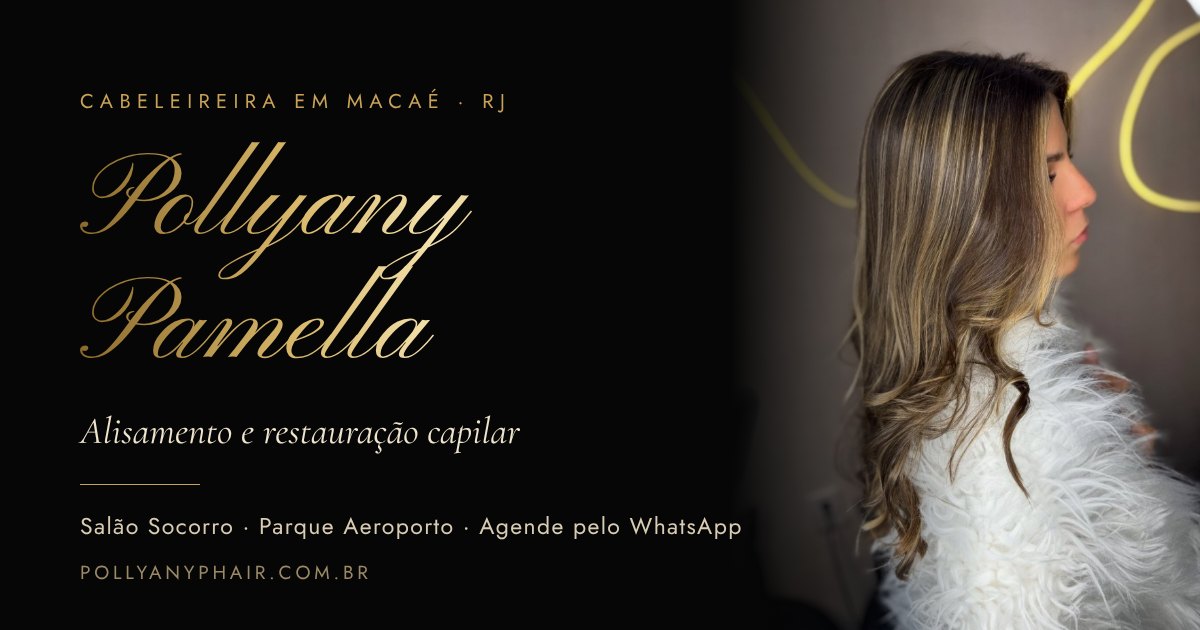 CABELEIREIRA EM MACAÉ · RJ
Pollyany
Pamella
Alisamento e restauração capilar
Salão Socorro · Parque Aeroporto · Agende pelo WhatsApp
POLLYANYPHAIR.COM.BR